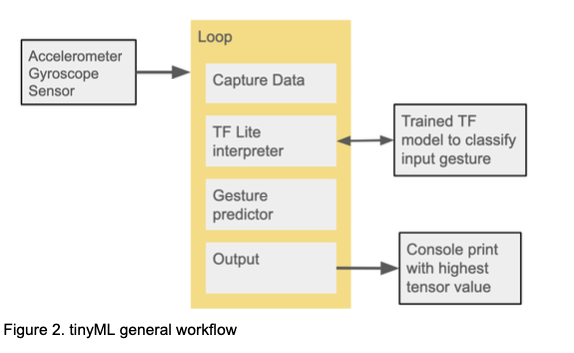 Loop
Accelerometer
Gyroscope
Sensor
Capture Data
TF Lite
interpreter
Trained TF
model to classify
input gesture
Gesture
predictor
Output
Console print
with highest
tensor value
Figure 2. tinyML general workflow